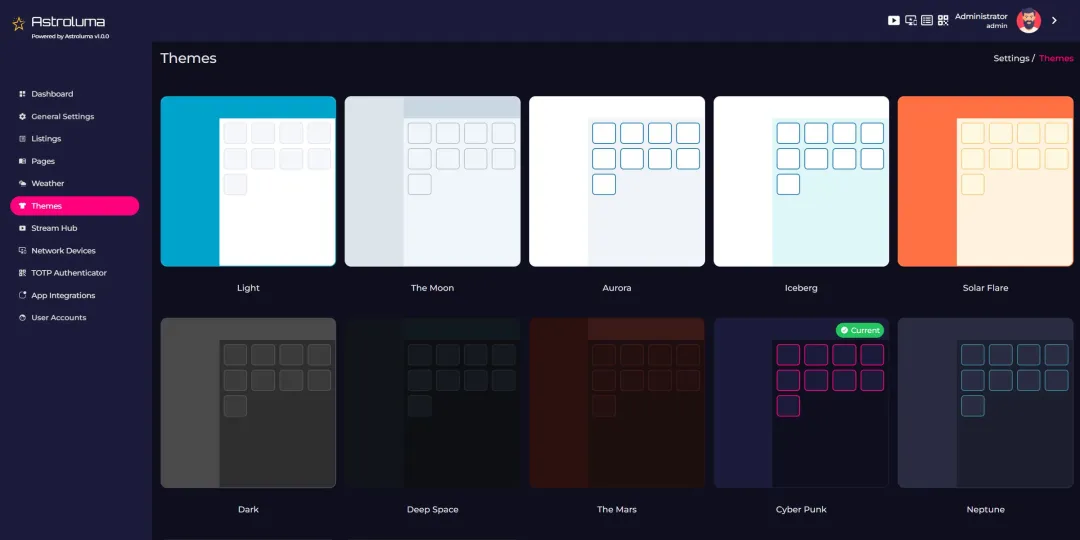 Astroluma
Powered by Astroluma v1.0.0
Administrator
admin
Dashboard
General Settings
Listings
Pages
Weather
Themes
Stream Hub
Network Devices
TOTP Authenticator
App Integrations
User Accounts
Themes
Settings / Themes
Light
The Moon
Aurora
Iceberg
Solar Flare
Current
Dark
Deep Space
The Mars
Cyber Punk
Neptune